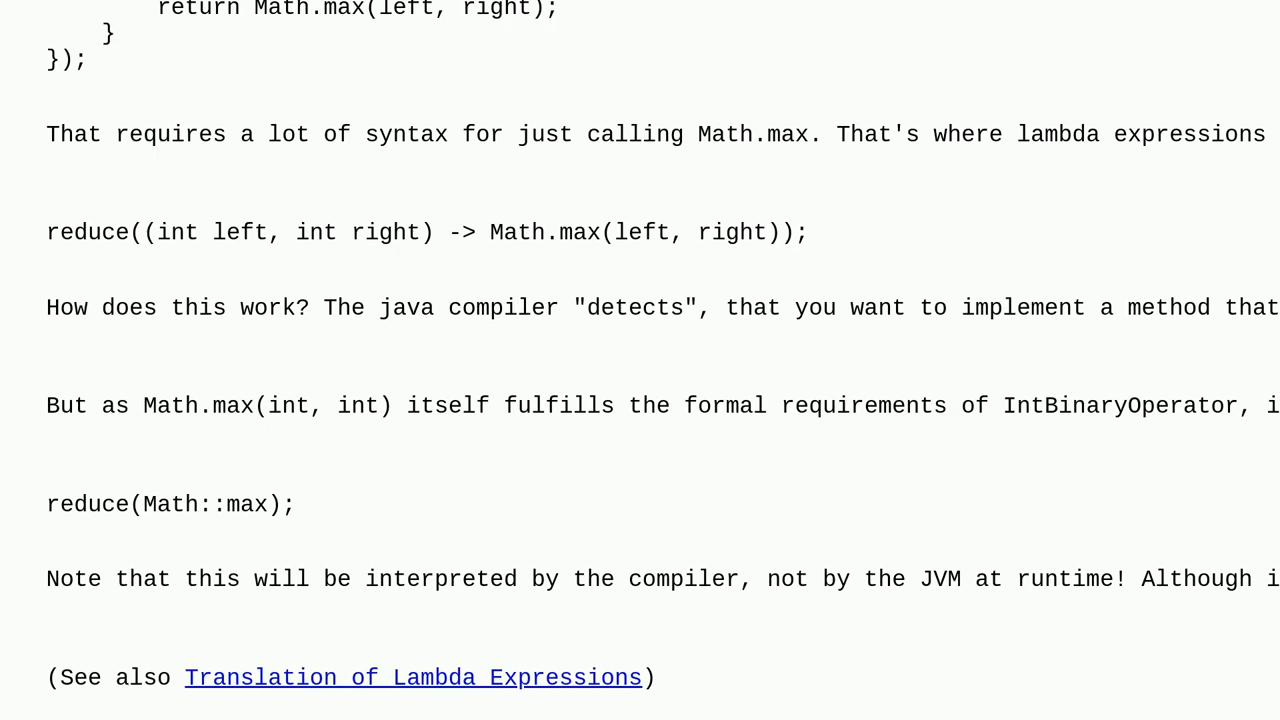 return Math.max(left, right);
}
});
That requires a lot of syntax for just calling Math.max. That's where lambda expressions
reduce((int left, int right) -> Math.max(left, right));
How does this work? The java compiler "detects", that you want to implement a method that
But as Math.max(int, int) itself fulfills the formal requirements of IntBinaryOperator, i
reduce(Math::max);
Note that this will be interpreted by the compiler, not by the JVM at runtime! Although i
(See also Translation of Lambda Expressions)